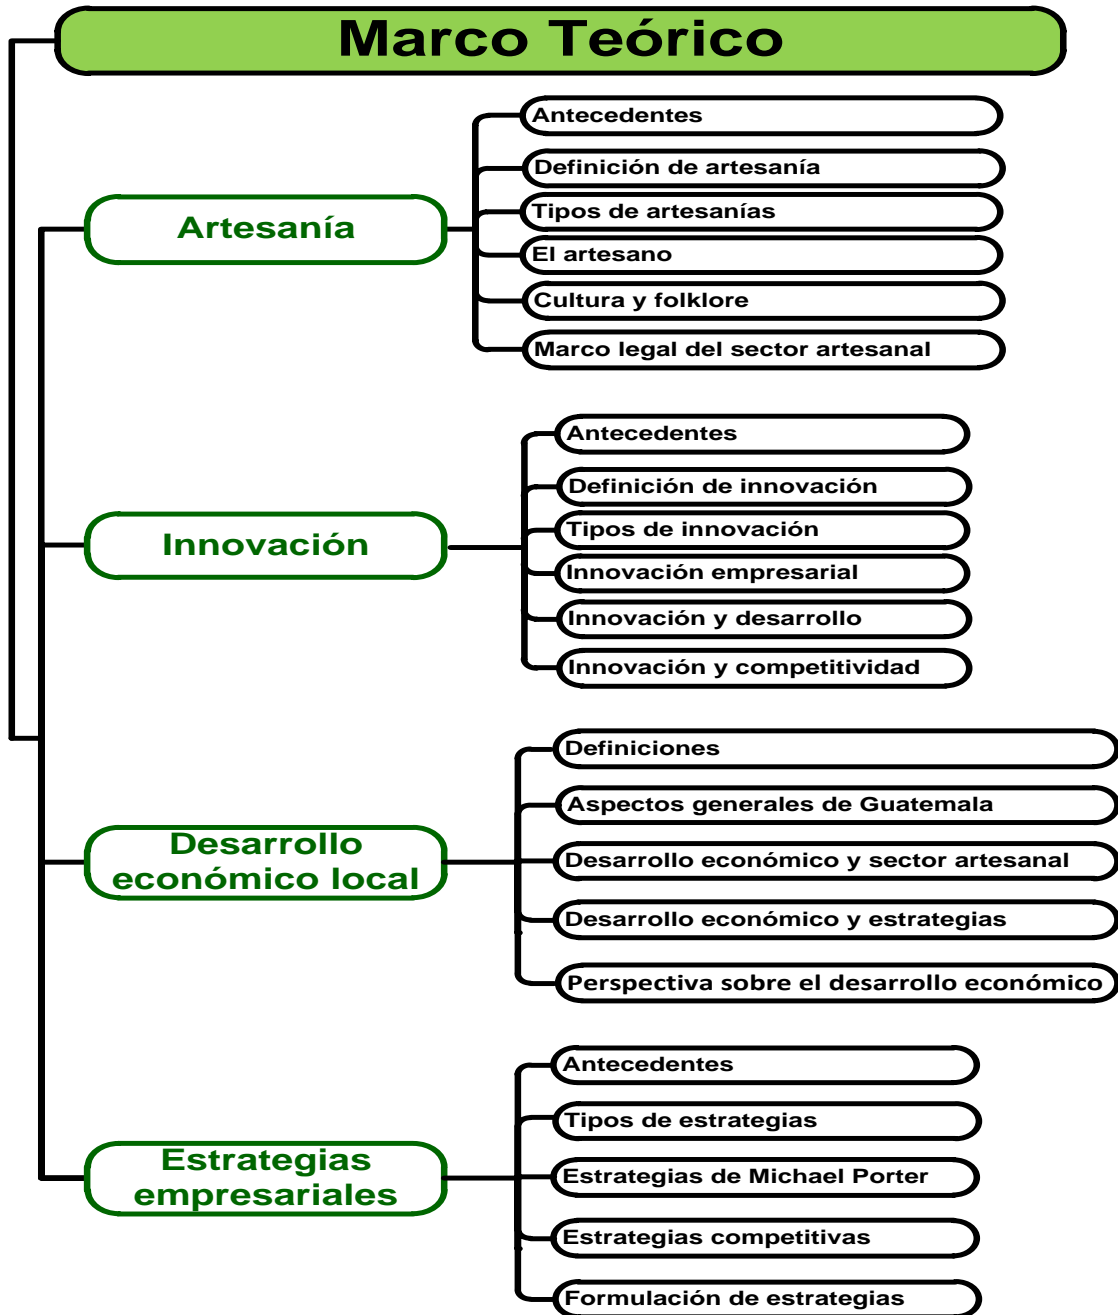 Marco Teórico
Artesanía
Antecedentes
Definición de artesanía
Tipos de artesanías
El artesano
Cultura y folklore
Marco legal del sector artesanal
Innovación
Antecedentes
Definición de innovación
Tipos de innovación
Innovación empresarial
Innovación y desarrollo
Innovación y competitividad
Desarrollo
económico local
Definiciones
Aspectos generales de Guatemala
Desarrollo económico y sector artesanal
Desarrollo económico y estrategias
Perspectiva sobre el desarrollo económico
Estrategias
empresariales
Antecedentes
Tipos de estrategias
Estrategias de Michael Porter
Estrategias competitivas
Formulación de estrategias